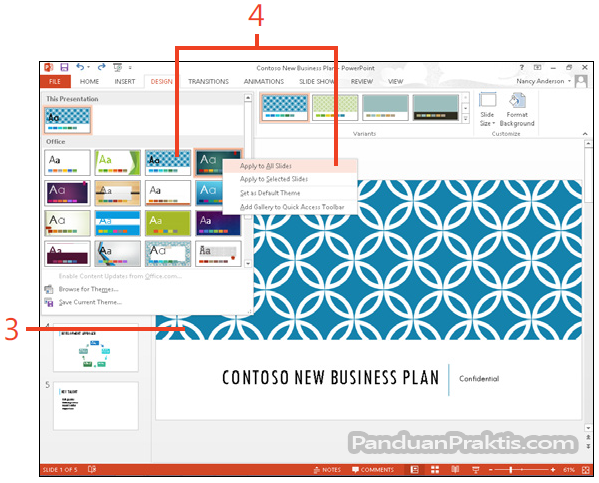 4
Contoso New Business Plan - PowerPoint
FILE HOME INSERT DESIGN TRANSITIONS ANIMATIONS SLIDE SHOW REVIEW VIEW Nancy Anderson
This Presentation
Aa
Office
Aa Aa Aa Aa
Aa Aa Aa Aa
Aa Aa Aa Aa
Aa Aa Aa Aa
Enable Content Updates from Office.com...
Browse for Themes...
Save Current Theme...
Variants
Slide Size
Format Background
Customize
Apply to All Slides
Apply to Selected Slides
Set as Default Theme
Add Gallery to Quick Access Toolbar
3
4
5
KEY TALENT
CONTOSO NEW BUSINESS PLAN
Confidential
PanduanPraktis.com
SLIDE 1 OF 5
NOTES
COMMENTS
61%